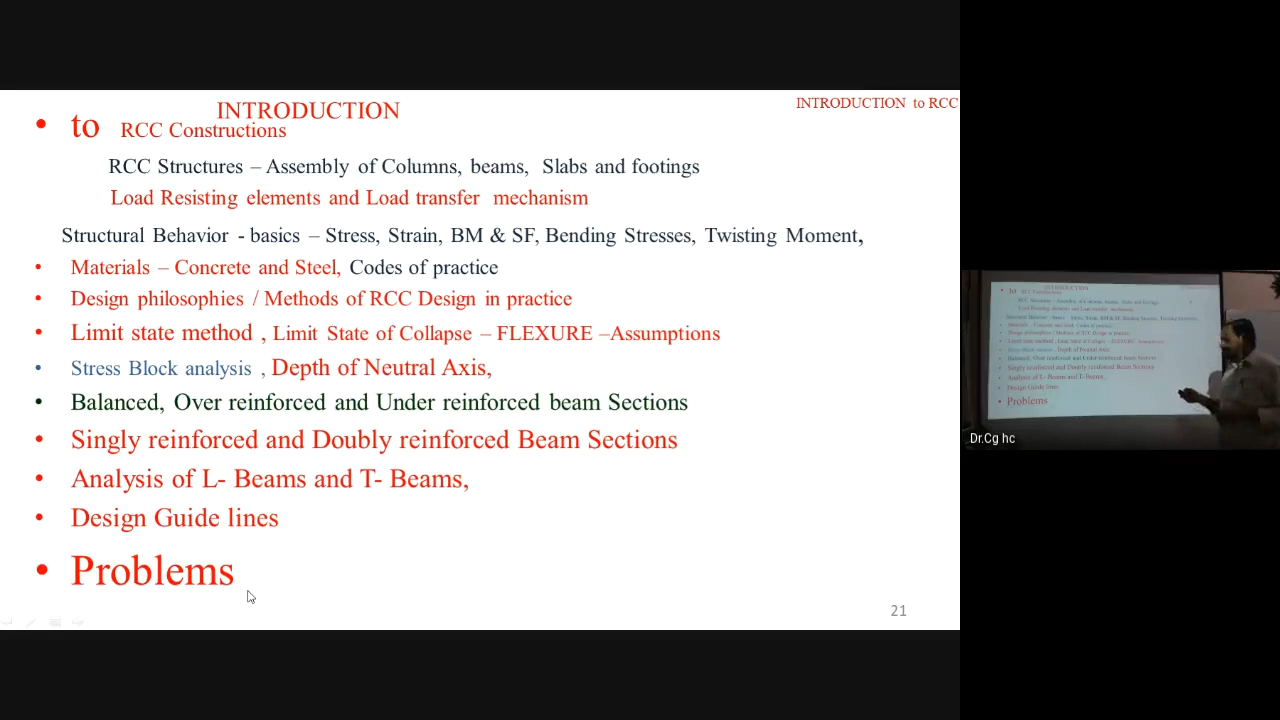 INTRODUCTION
INTRODUCTION to RCC
• to RCC Constructions
RCC Structures – Assembly of Columns, beams, Slabs and footings
Load Resisting elements and Load transfer mechanism
Structural Behavior - basics – Stress, Strain, BM & SF, Bending Stresses, Twisting Moment,
• Materials – Concrete and Steel, Codes of practice
• Design philosophies / Methods of RCC Design in practice
• Limit state method , Limit State of Collapse – FLEXURE –Assumptions
• Stress Block analysis , Depth of Neutral Axis,
• Balanced, Over reinforced and Under reinforced beam Sections
• Singly reinforced and Doubly reinforced Beam Sections
• Analysis of L- Beams and T- Beams,
• Design Guide lines
• Problems
21
Dr.Cg hc